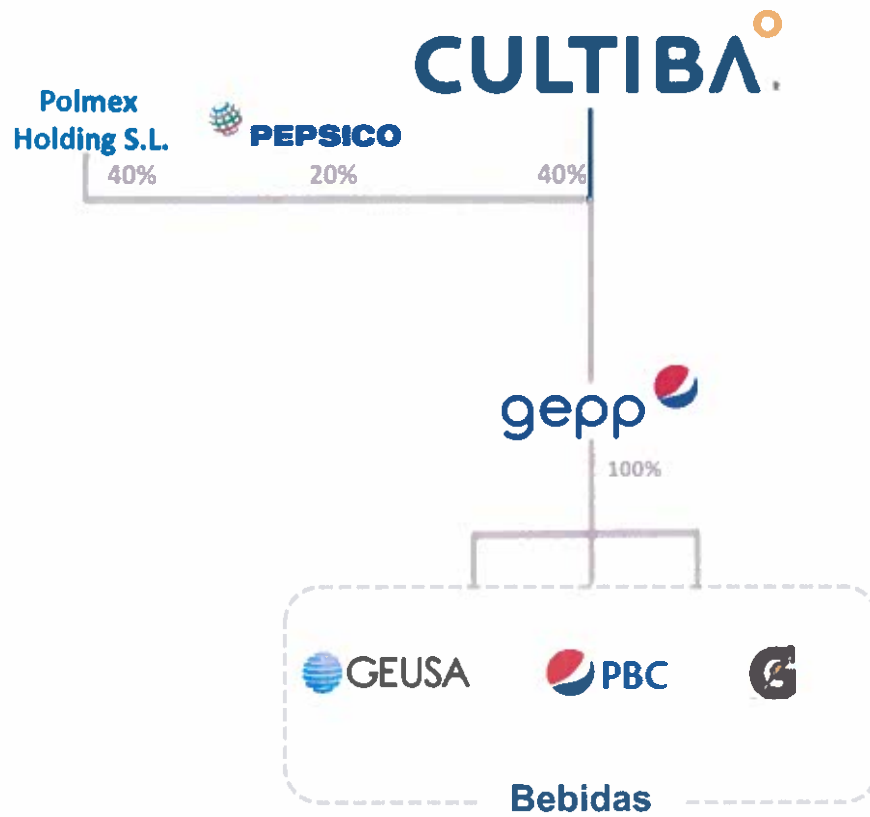 CULTIBA
Polmex
Holding S.L.
PEPSICO
40%
20%
40%
gepp
100%
GEUSA
PBC
G
Bebidas